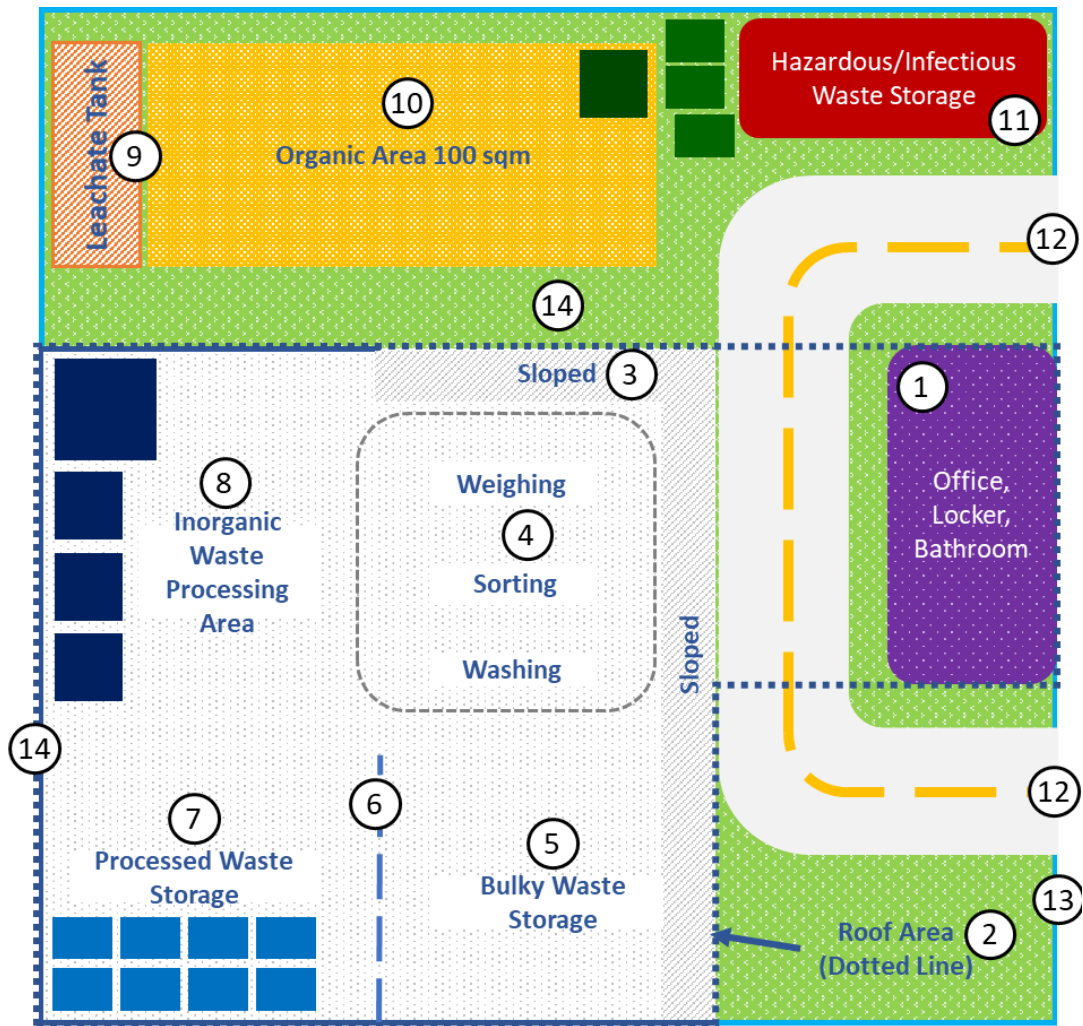 Leachate Tank
9
10
Organic Area 100 sqm
Hazardous/Infectious
Waste Storage
11
12
14
Sloped
3
1
Office,
Locker,
Bathroom
8
Inorganic
Waste
Processing
Area
Weighing
4
Sorting
Washing
Sloped
14
7
Processed Waste
Storage
6
5
Bulky Waste
Storage
12
13
Roof Area
(Dotted Line)
2